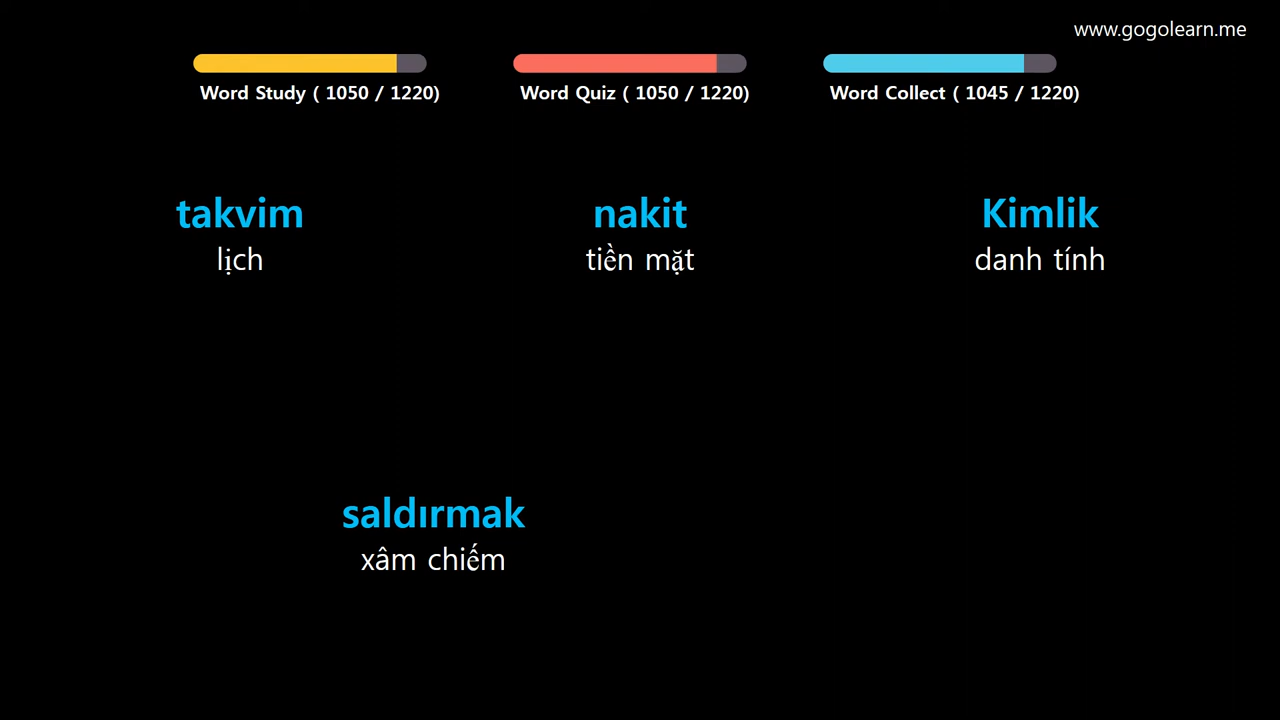 www.gogolearn.me
Word Study ( 1050 / 1220)
Word Quiz ( 1050 / 1220)
Word Collect ( 1045 / 1220)
takvim
lịch
nakit
tiền mặt
Kimlik
danh tính
saldırmak
xâm chiếm